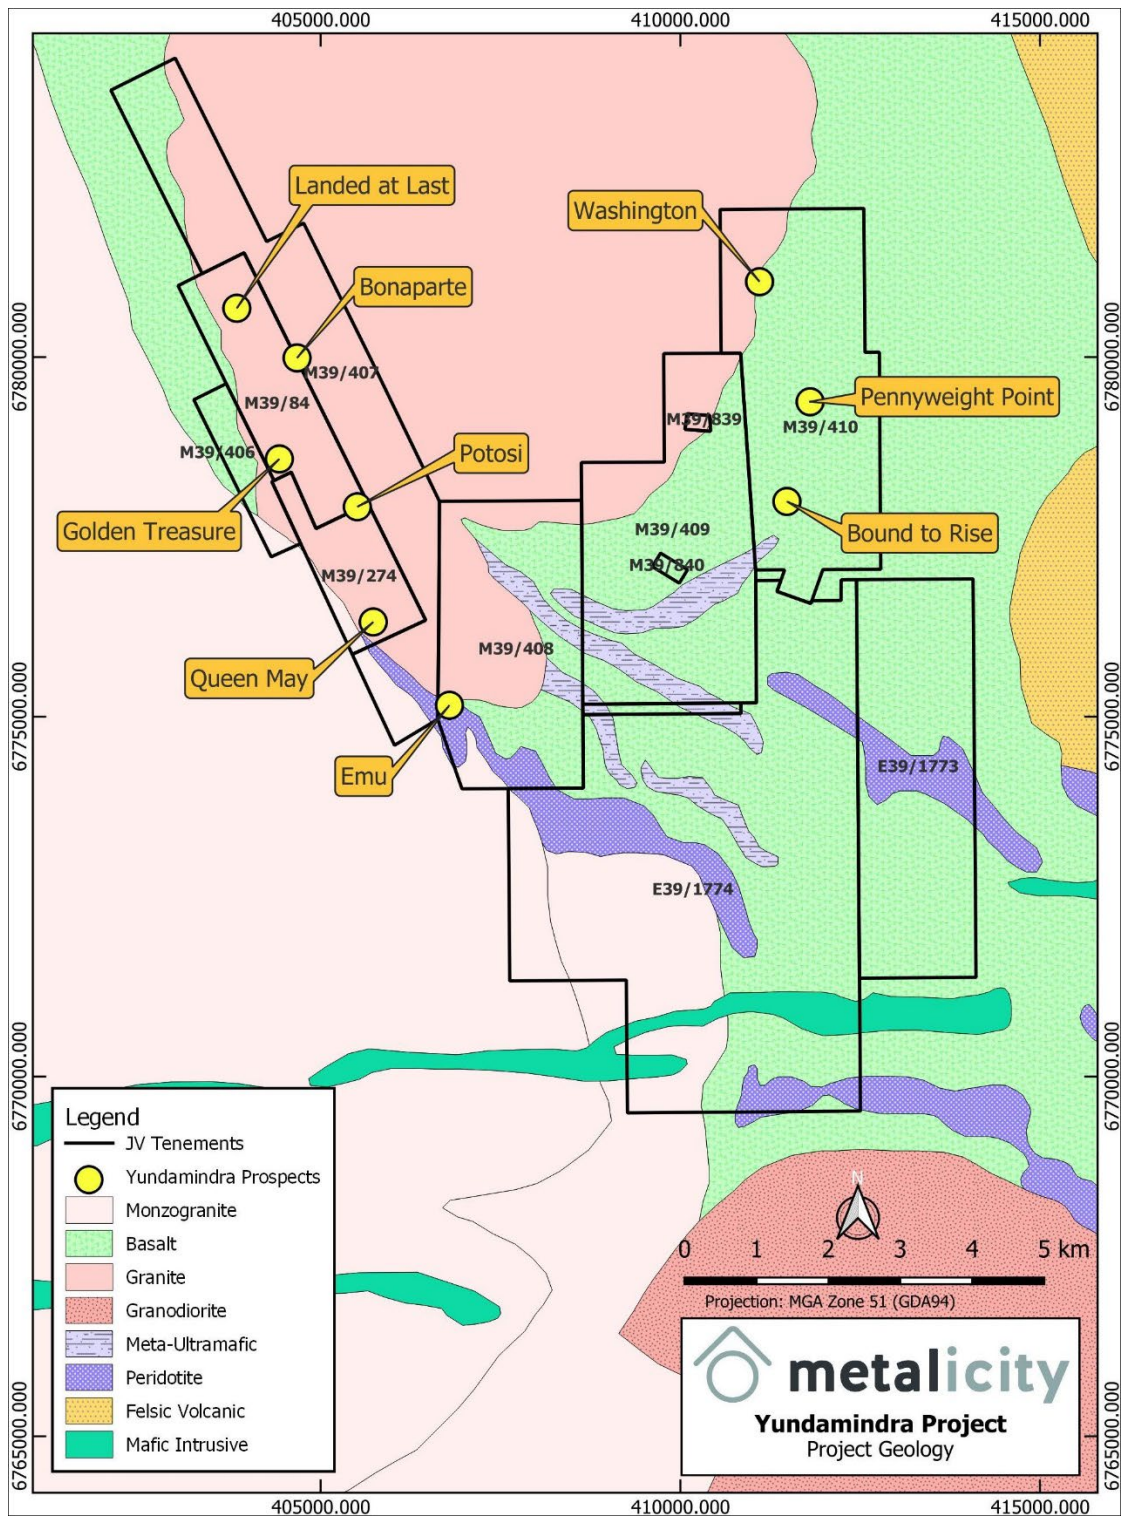 405000.000
410000.000
415000.000
Landed at Last
Washington
Bonaparte
6780000.000
6780000.000
M39/407
M39/84
Pennyweight Point
M39/839
M39/410
M39/406
Potosi
Golden Treasure
M39/409
Bound to Rise
M39/840
M39/274
M39/408
Queen May
6775000.000
6775000.000
Emu
E39/1773
E39/1774
6770000.000
6770000.000
Legend
JV Tenements
Yundamindra Prospects
Monzogranite
Basalt
Granite
Granodiorite
Meta-Ultramafic
Peridotite
Felsic Volcanic
Mafic Intrusive
N
0 1 2 3 4 5 km
Projection: MGA Zone 51 (GDA94)
metalicity
Yundamindra Project
Project Geology
6765000.000
6765000.000
405000.000
410000.000
415000.000